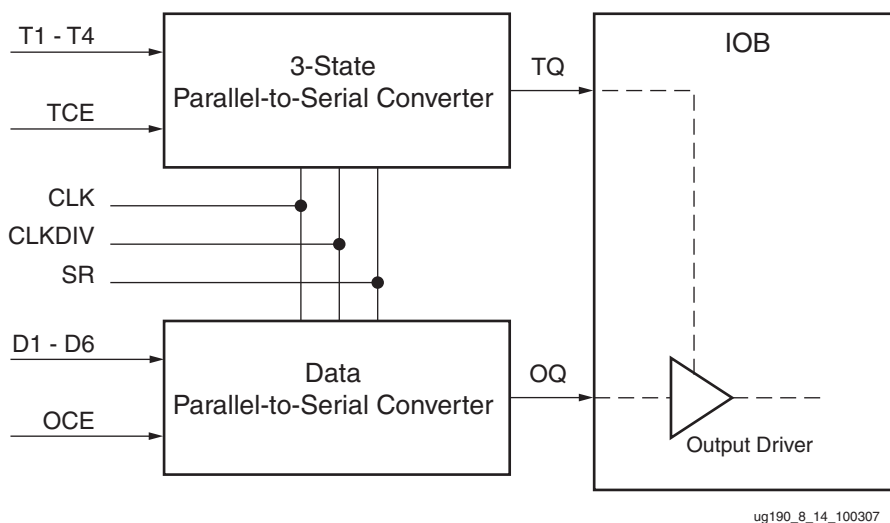 T1 - T4
TCE
3-State
Parallel-to-Serial Converter
TQ
IOB
CLK
CLKDIV
SR
D1 - D6
OCE
Data
Parallel-to-Serial Converter
OQ
Output Driver
ug190_8_14_100307